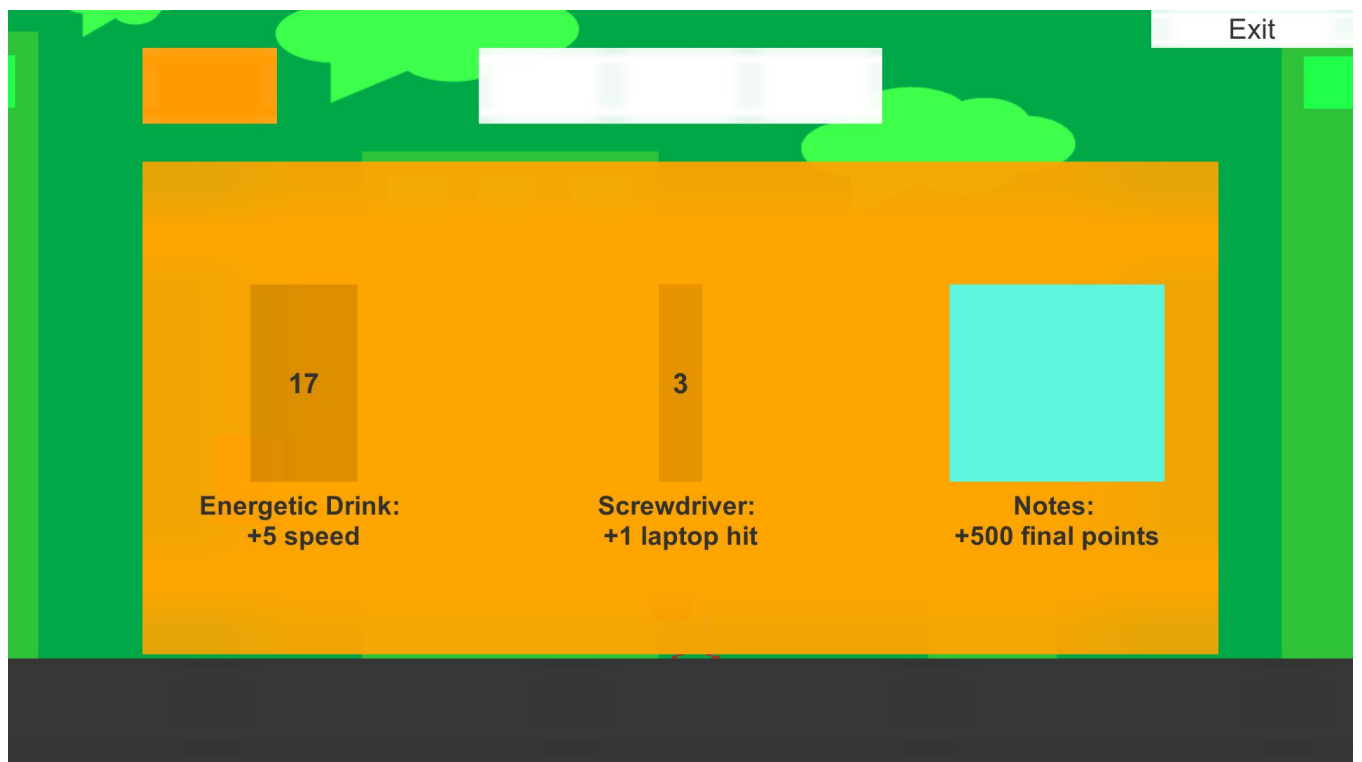 Exit
17
3
Energetic Drink:
+5 speed
Screwdriver:
+1 laptop hit
Notes:
+500 final points